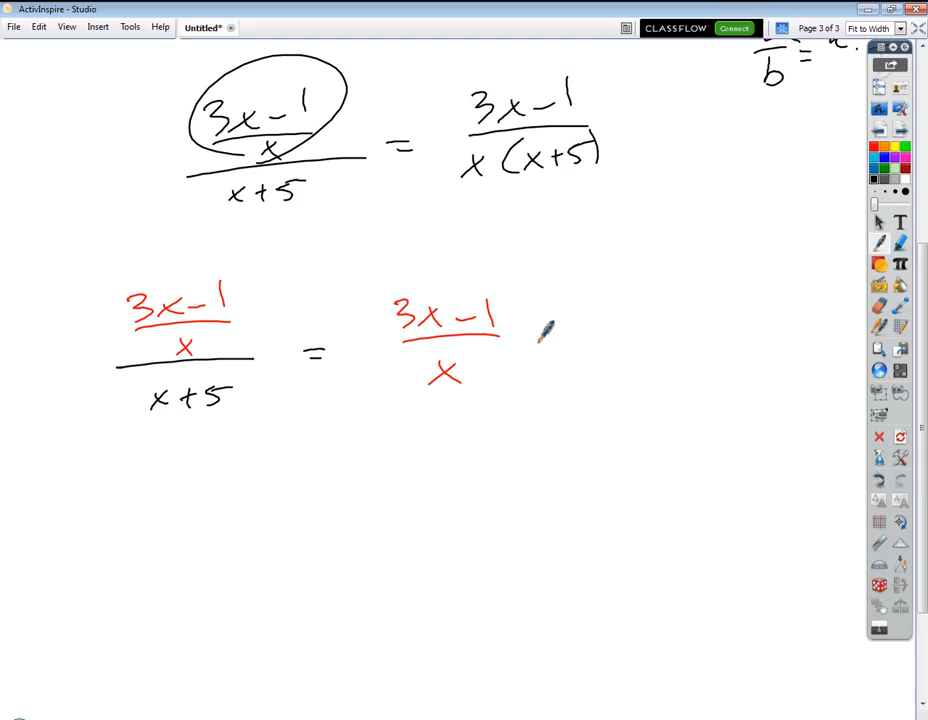 ActivInspire - Studio
File Edit View Insert Tools Help Untitled* CLASSFLOW Connect Page 3 of 3 Fit to Width
b =
3x - 1
x
x + 5
=
3x - 1
x (x + 5)
3x - 1
x
x + 5
=
3x - 1
x